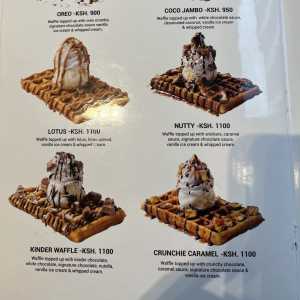 OREO -KSH. 900
Waffle topped up with oreo crumbs,
signature chocolate sauce vanilla
ice cream & whipped cream.
COCO JAMBO -KSH. 950
Waffle topped up with, white chocolate sauce,
desiccated coconut, vanilla ice cream
& whipped cream.
LOTUS -KSH. 1100
Waffle topped up with lotus, lotus spread,
vanilla ice cream & whipped cream.
NUTTY -KSH. 1100
Waffle topped up with snickers, caramel
sauce, signature chocolate sauce, vanilla
ice cream & whipped cream.
KINDER WAFFLE -KSH. 1100
Waffle topped up with kinder chocolate,
white chocolate, signature chocolate, nutella,
vanilla ice cream & whipped cream.
CRUNCHIE CARAMEL -KSH. 1100
Waffle topped up with crunchy chocolate,
caramel sauce, signature chocolate sauce &
vanilla ice cream & whipped cream.